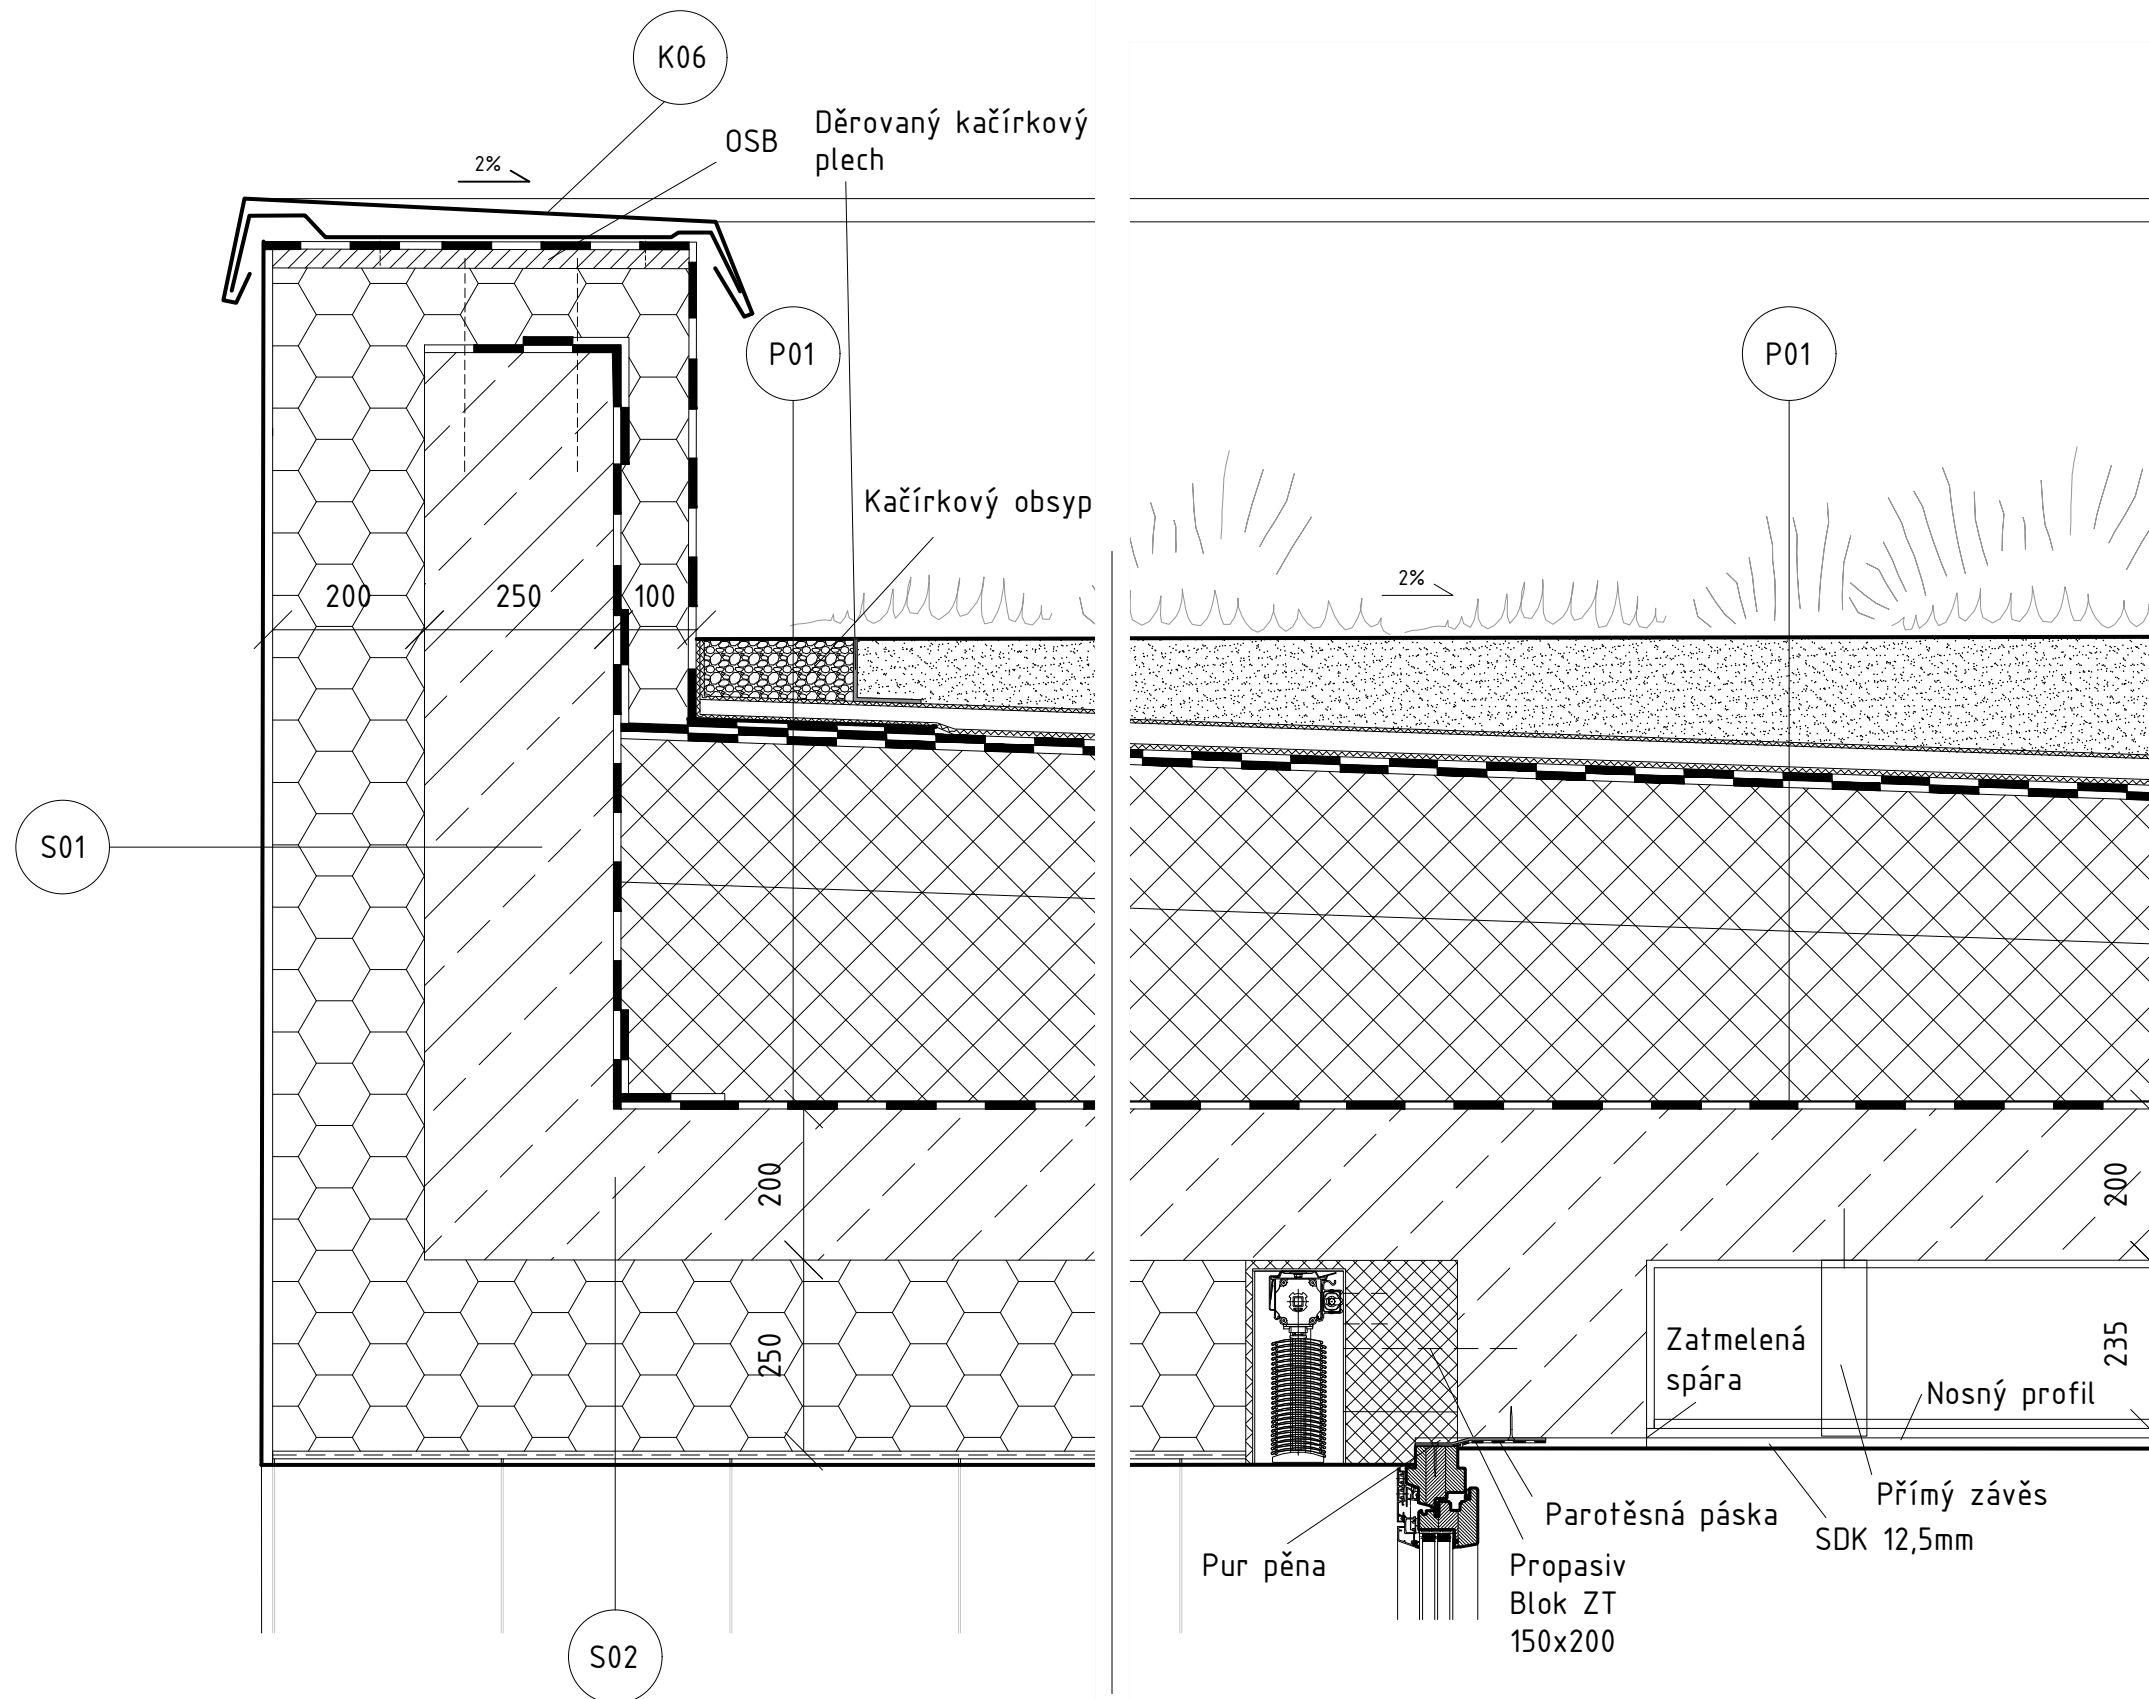 K06
OSB
Děrovaný kačírkový
plech
2%
P01
P01
Kačírkový obsyp
2%
200
250
100
S01
200
200
250
235
Zatmelená
spára
Nosný profil
Přímý závěs
Parotěsná páska
SDK 12,5mm
Pur pěna
Propasiv
Blok ZT
150x200
S02